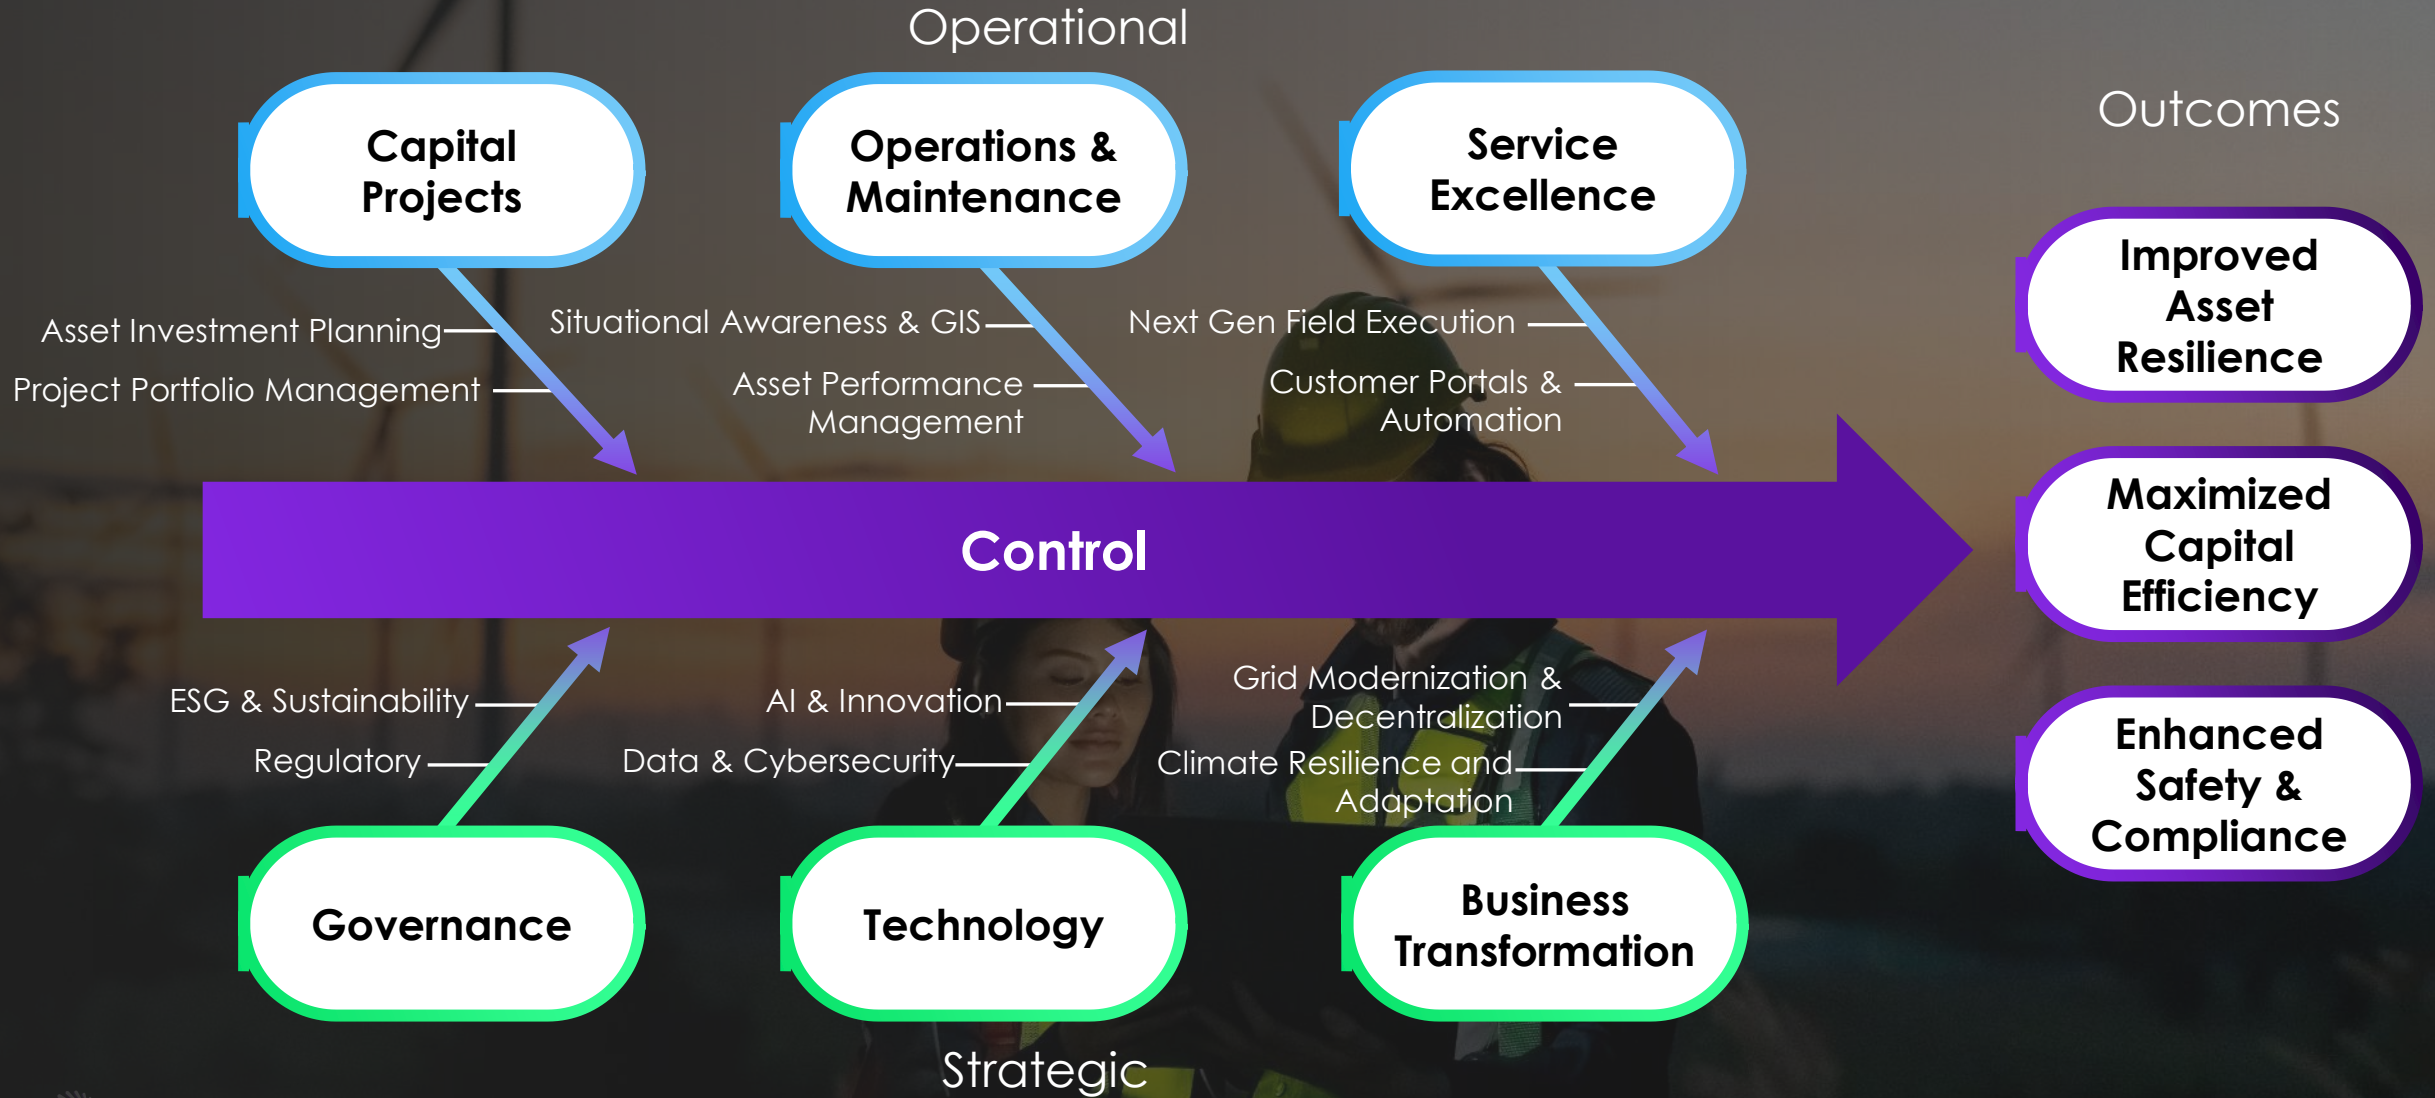 Operational
Capital
Projects
Operations &
Maintenance
Service
Excellence
Outcomes
Asset Investment Planning
Project Portfolio Management
Situational Awareness & GIS
Asset Performance
Management
Next Gen Field Execution
Customer Portals &
Automation
Improved
Asset
Resilience
Control
Maximized
Capital
Efficiency
ESG & Sustainability
Regulatory
AI & Innovation
Data & Cybersecurity
Grid Modernization &
Decentralization
Climate Resilience and
Adaptation
Enhanced
Safety &
Compliance
Governance
Technology
Business
Transformation
Strategic